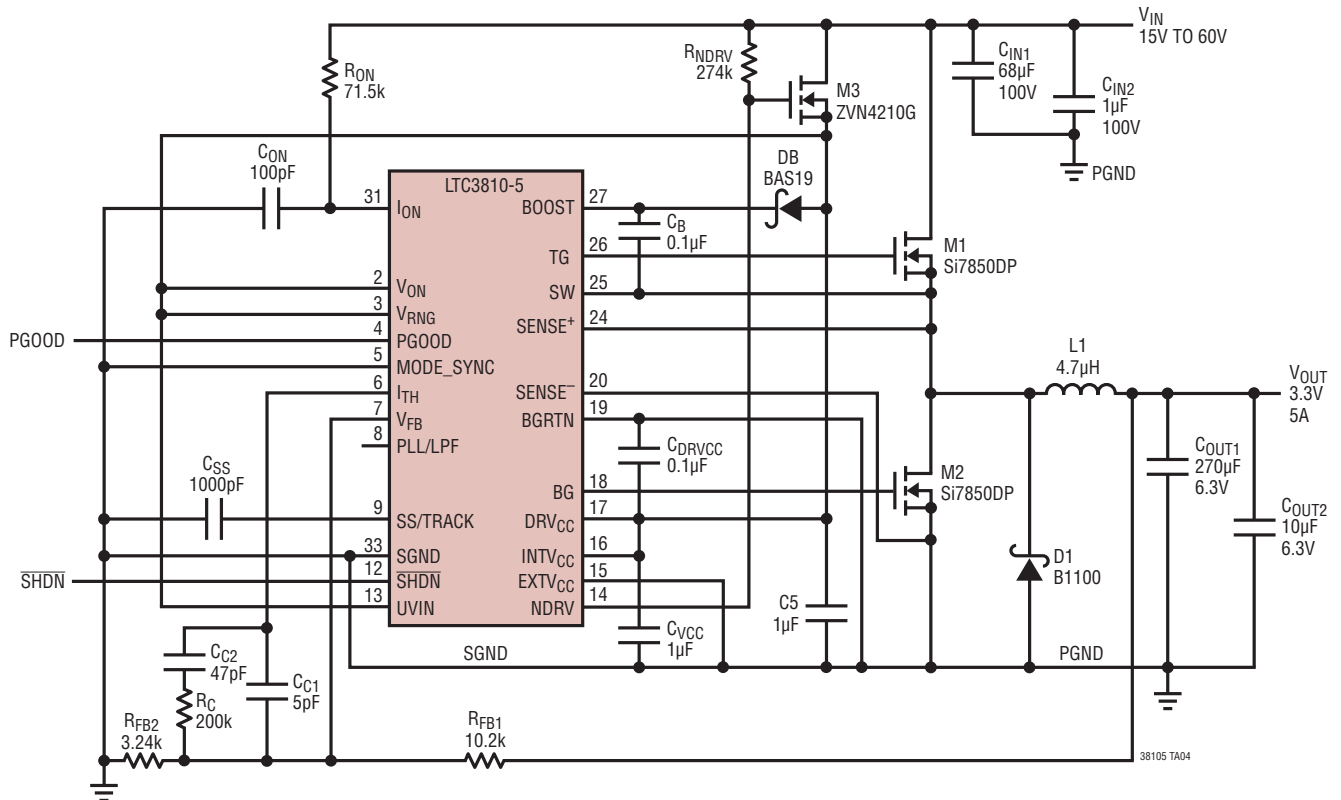 V_IN
15V TO 60V
R_ON
71.5k
R_NDRV
274k
M3
ZVN4210G
C_IN1
68µF
100V
C_IN2
1µF
100V
PGND
C_ON
100pF
DB
BAS19
LTC3810-5
31
I_ON
BOOST
27
C_B
0.1µF
TG
26
M1
Si7850DP
2
V_ON
SW
25
3
V_RNG
SENSE+
24
PGOOD
4
PGOOD
5
MODE_SYNC
L1
4.7µH
V_OUT
3.3V
5A
6
I_TH
SENSE−
20
7
V_FB
BGRTN
19
8
PLL/LPF
C_DRVCC
0.1µF
C_OUT1
270µF
6.3V
C_SS
1000pF
BG
18
M2
Si7850DP
9
SS/TRACK
DRV_CC
17
C_OUT2
10µF
6.3V
33
SGND
INTV_CC
16
SHDN
12
SHDN
EXTV_CC
15
D1
B1100
13
UVIN
NDRV
14
C5
1µF
C_VCC
1µF
SGND
PGND
C_C2
47pF
C_C1
5pF
R_C
200k
R_FB2
3.24k
R_FB1
10.2k
38105 TA04